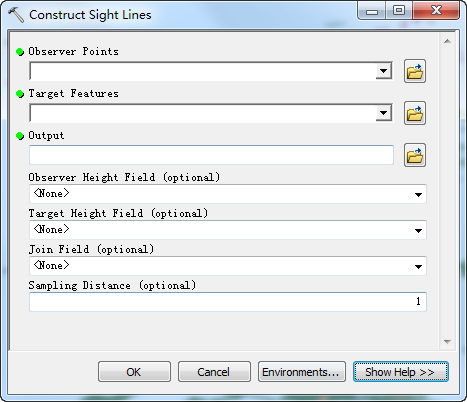 Construct Sight Lines
Observer Points
Target Features
Output
Observer Height Field (optional)
<None>
Target Height Field (optional)
<None>
Join Field (optional)
<None>
Sampling Distance (optional)
1
OK
Cancel
Environments...
Show Help >>